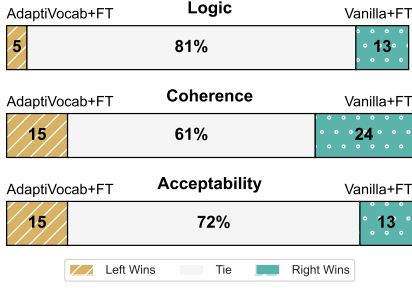 Logic
AdaptiVocab+FT Vanilla+FT
5 81% 13
Coherence
AdaptiVocab+FT Vanilla+FT
15 61% 24
Acceptability
AdaptiVocab+FT Vanilla+FT
15 72% 13
Left Wins Tie Right Wins